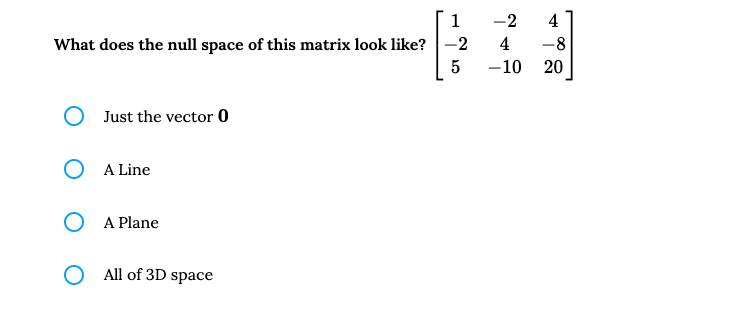 What does the null space of this matrix look like? [ 1 −2 4
−2 4 −8
5 −10 20 ]
Just the vector 0
A Line
A Plane
All of 3D space